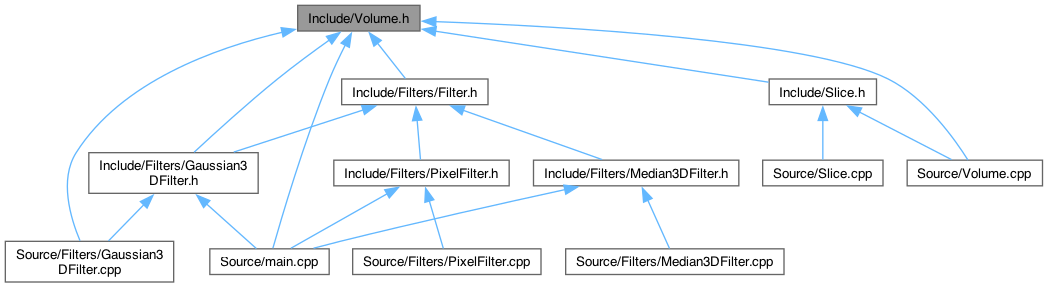 Include/Volume.h
Include/Filters/Filter.h
Include/Slice.h
Include/Filters/Gaussian3
DFilter.h
Include/Filters/PixelFilter.h
Include/Filters/Median3DFilter.h
Source/Slice.cpp
Source/Volume.cpp
Source/Filters/Gaussian3
DFilter.cpp
Source/main.cpp
Source/Filters/PixelFilter.cpp
Source/Filters/Median3DFilter.cpp